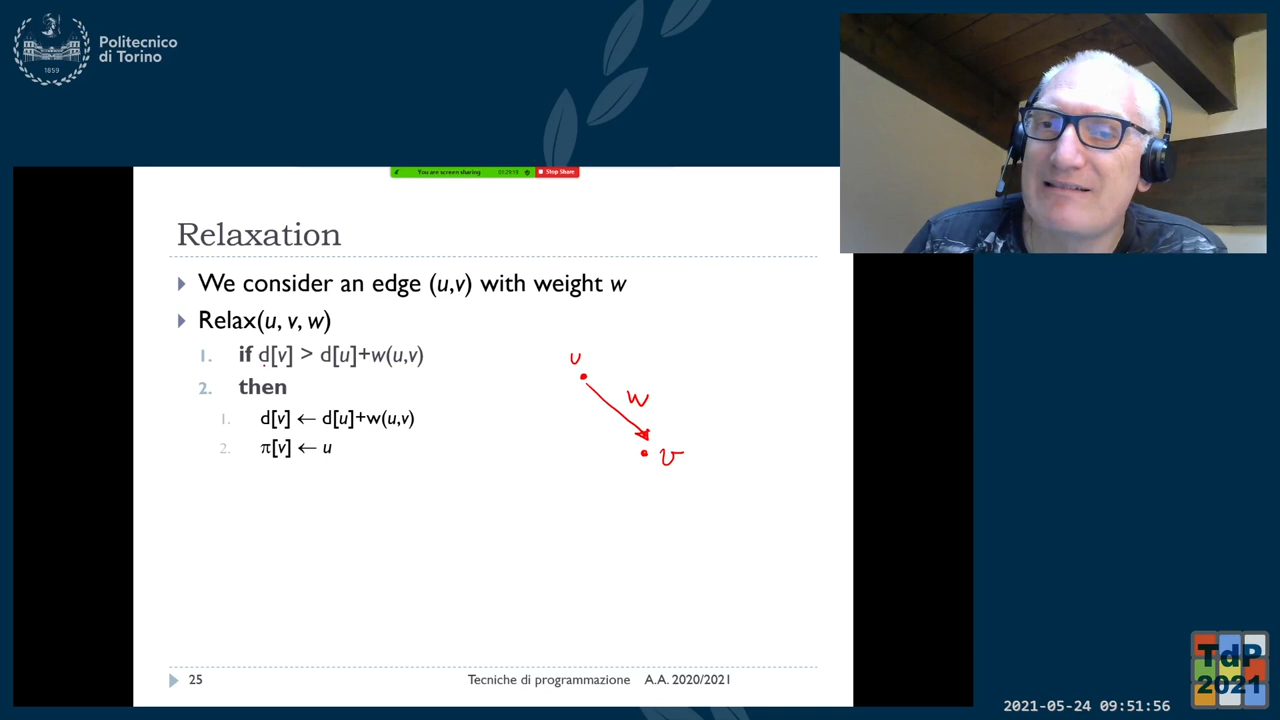 Politecnico
di Torino
1859
You are screen sharing 01:29:19 Stop Share
Relaxation
We consider an edge (u,v) with weight w
Relax(u, v, w)
1. if d[v] > d[u]+w(u,v)
2. then
1. d[v] ← d[u]+w(u,v)
2. π[v] ← u
u
w
v
25 Tecniche di programmazione A.A. 2020/2021
TdP
2021
2021-05-24 09:51:56